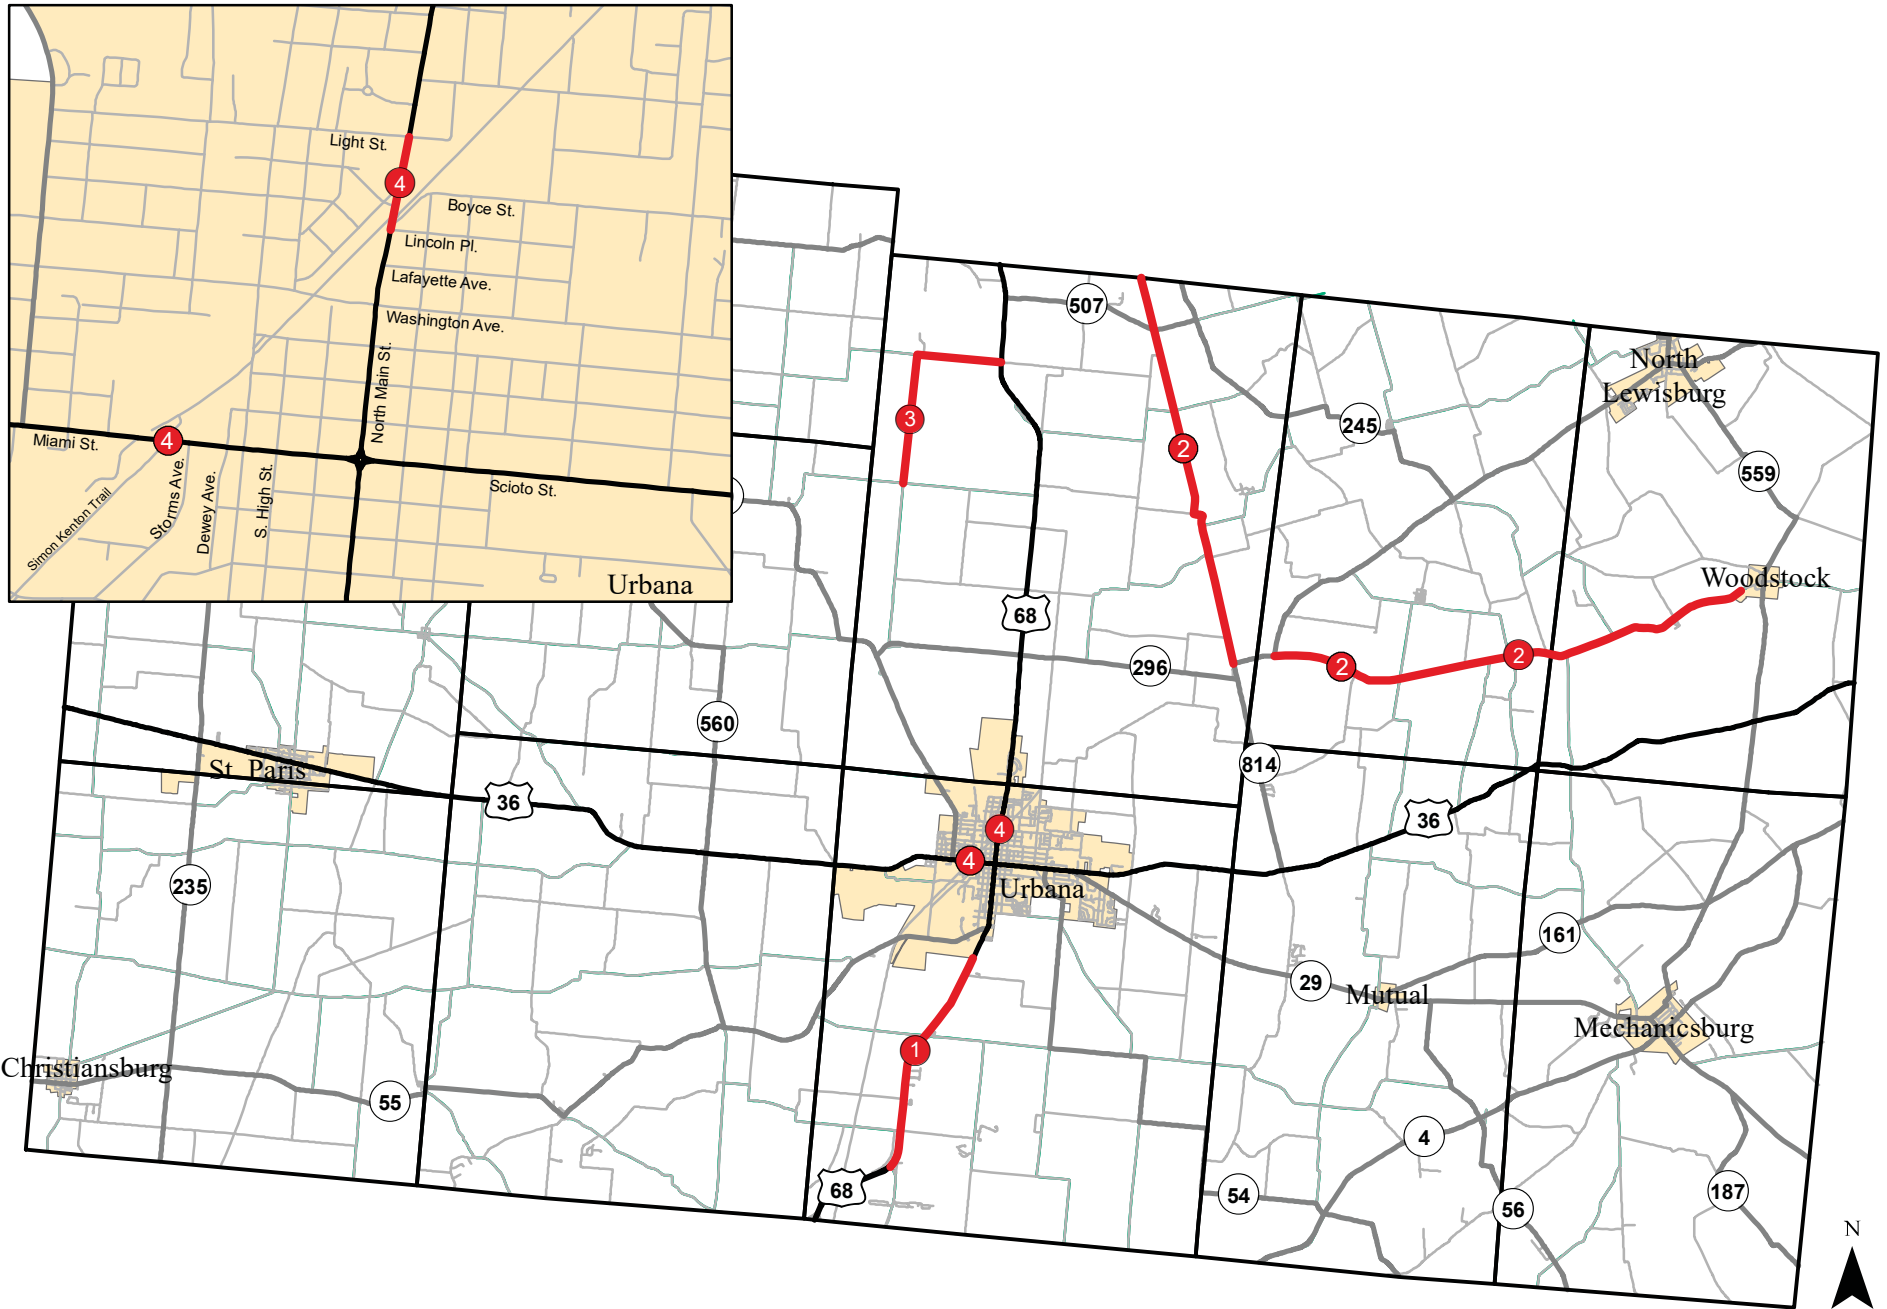 Light St.
4
Boyce St.
Lincoln Pl.
Lafayette Ave.
Washington Ave.
North Main St.
Miami St.
4
Scioto St.
Simon Kenton Trail
Storms Ave.
Dewey Ave.
S. High St.
Urbana
507
3
2
245
North
Lewisburg
559
Woodstock
68
296
2
2
560
814
St. Paris
36
36
4
4
Urbana
235
161
29
Mutual
Mechanicsburg
1
Christiansburg
55
4
68
54
56
187
N